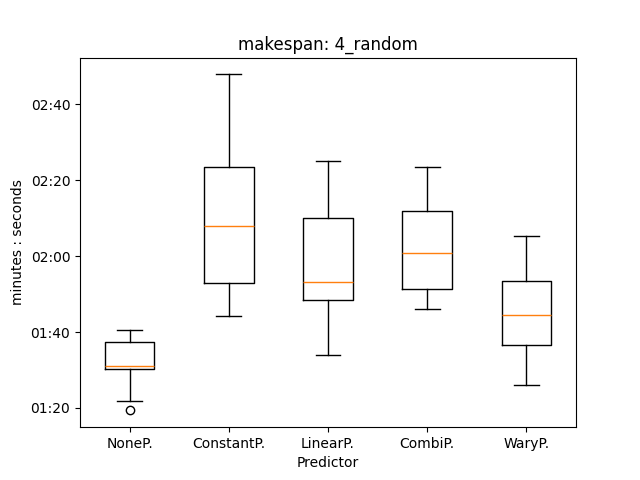 makespan: 4_random
minutes : seconds
02:40
02:20
02:00
01:40
01:20
NoneP. ConstantP. LinearP. CombiP. WaryP.
Predictor